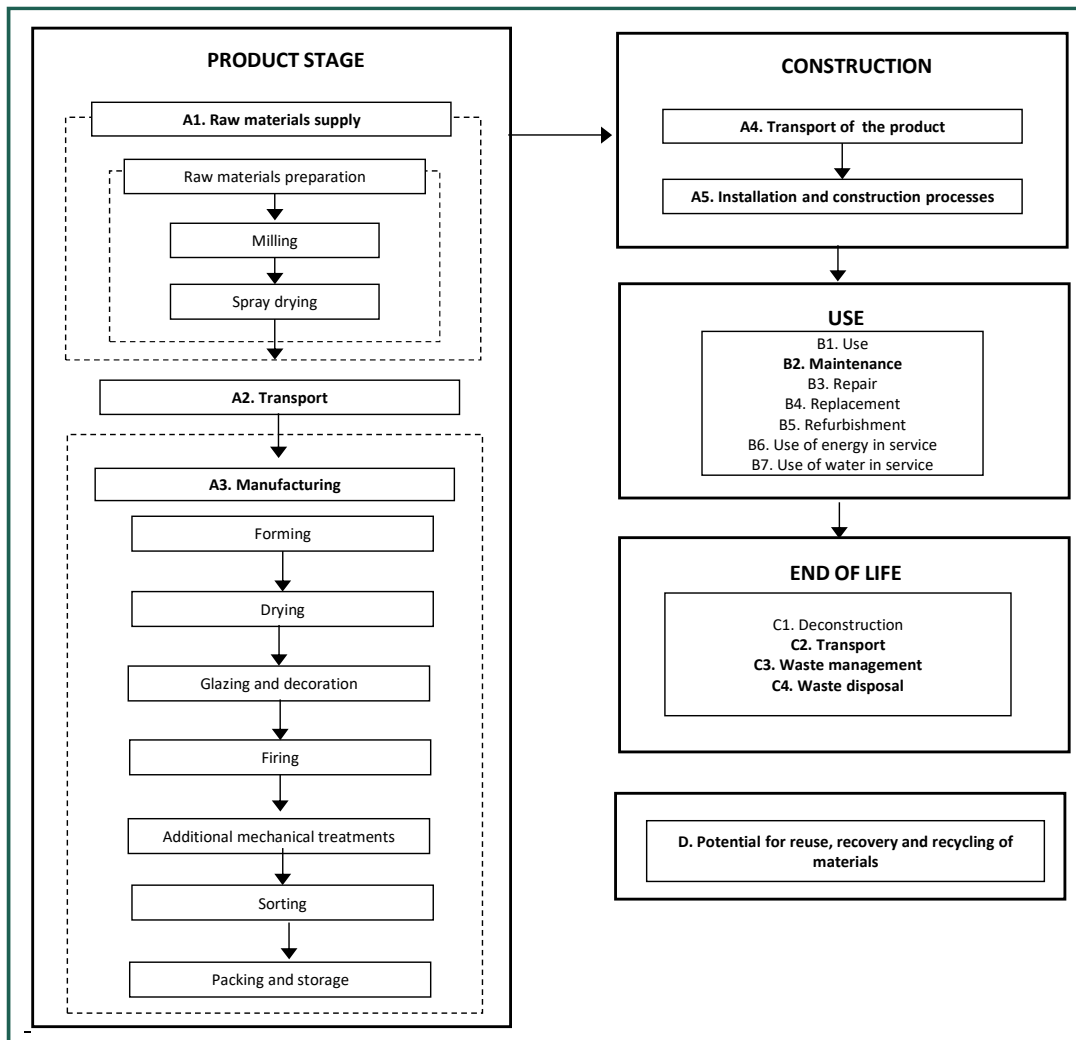 PRODUCT STAGE
A1. Raw materials supply
Raw materials preparation
Milling
Spray drying
A2. Transport
A3. Manufacturing
Forming
Drying
Glazing and decoration
Firing
Additional mechanical treatments
Sorting
Packing and storage
CONSTRUCTION
A4. Transport of the product
A5. Installation and construction processes
USE
B1. Use
B2. Maintenance
B3. Repair
B4. Replacement
B5. Refurbishment
B6. Use of energy in service
B7. Use of water in service
END OF LIFE
C1. Deconstruction
C2. Transport
C3. Waste management
C4. Waste disposal
D. Potential for reuse, recovery and recycling of
materials